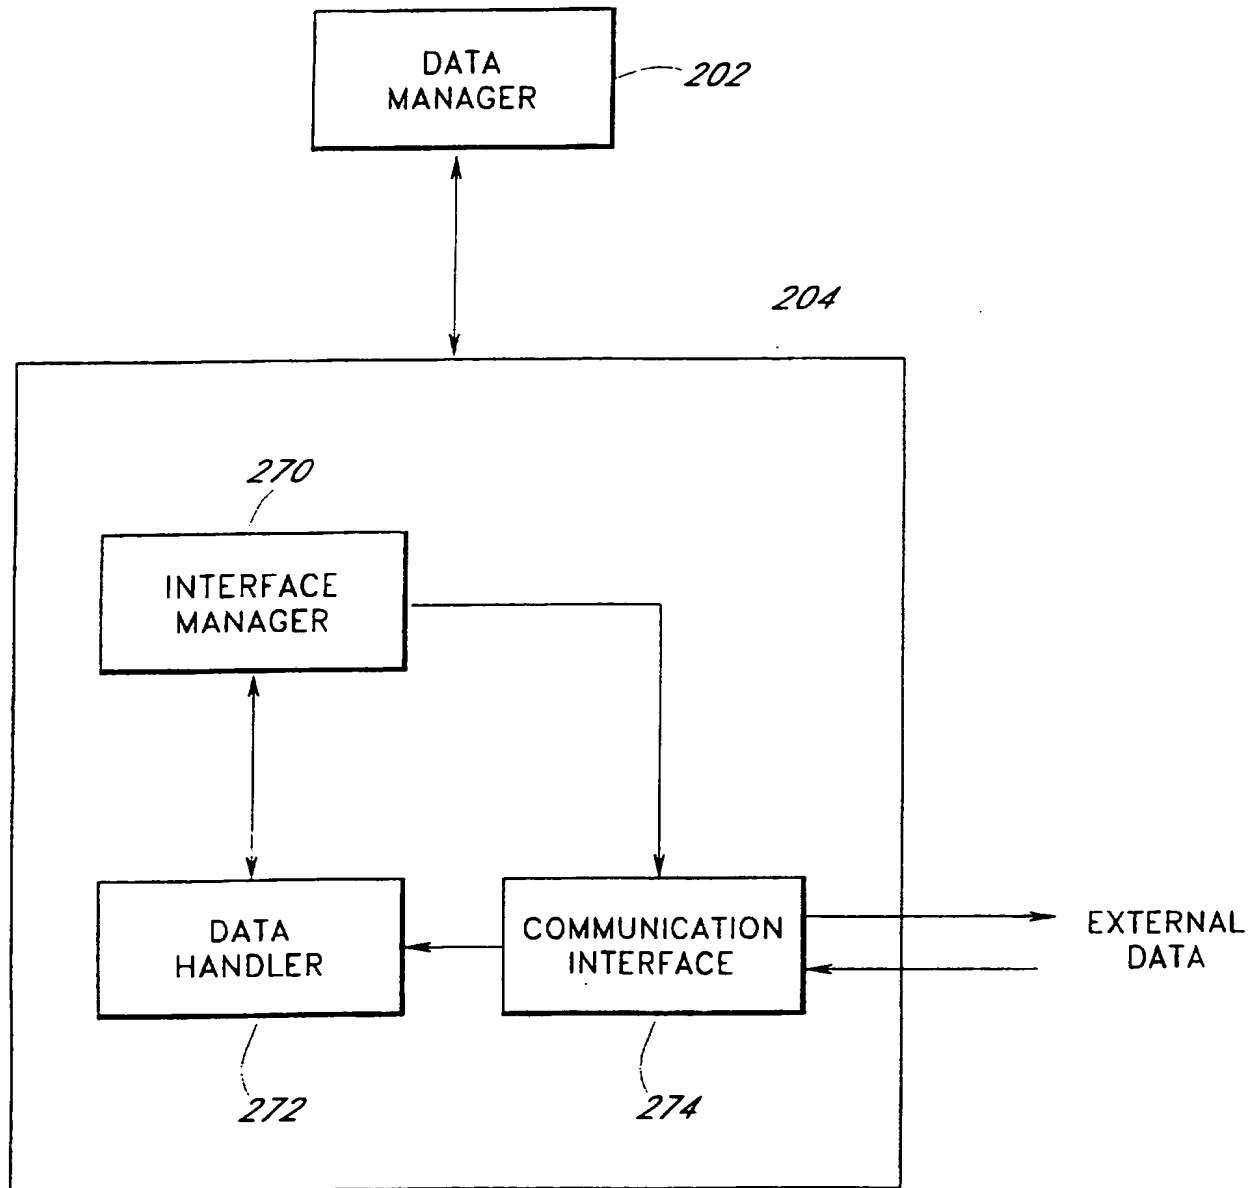 DATA
MANAGER
202
204
270
INTERFACE
MANAGER
DATA
HANDLER
COMMUNICATION
INTERFACE
EXTERNAL
DATA
272
274